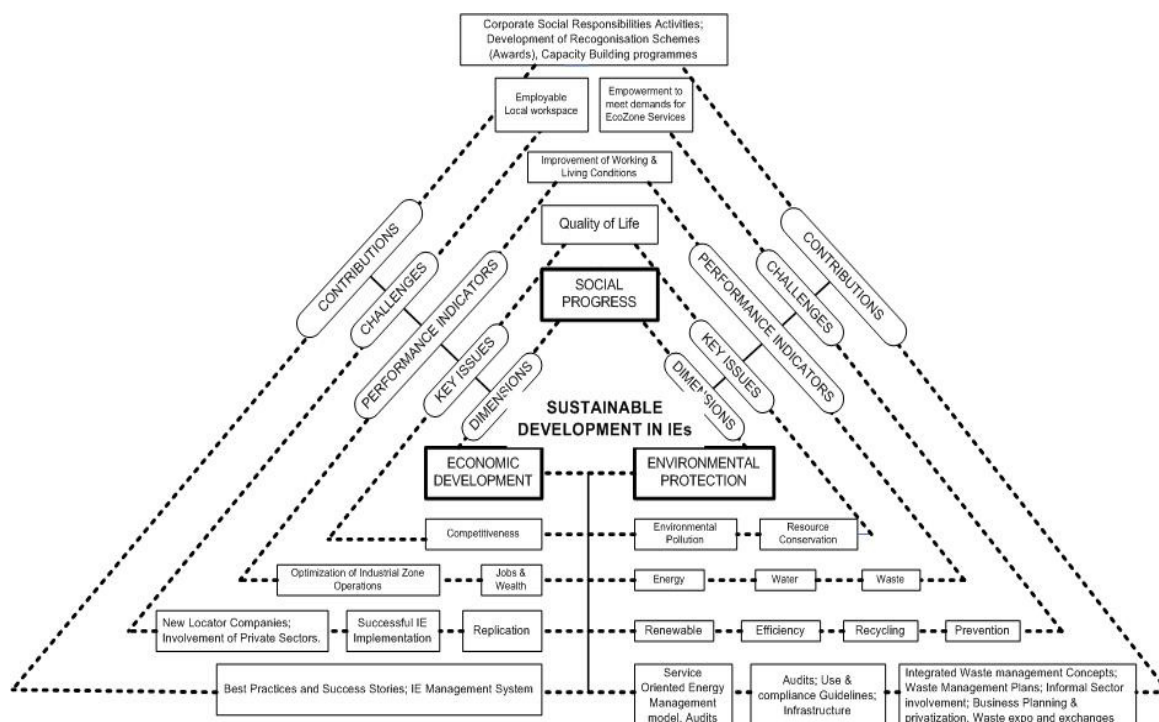 Corporate Social Responsibilities Activities;
Development of Recogonisation Schemes
(Awards), Capacity Building programmes
Employable
Local workspace
Empowerment to
meet demands for
EcoZone Services
Improvement of Working &
Living Conditions
Quality of Life
SOCIAL
PROGRESS
CONTRIBUTIONS
CHALLENGES
PERFORMANCE INDICATORS
KEY ISSUES
DIMENSIONS
DIMENSIONS
KEY ISSUES
PERFORMANCE INDICATORS
CHALLENGES
CONTRIBUTIONS
SUSTAINABLE
DEVELOPMENT IN IEs
ECONOMIC
DEVELOPMENT
ENVIRONMENTAL
PROTECTION
Competitiveness
Environmental
Pollution
Resource
Conservation
Optimization of Industrial Zone
Operations
Jobs &
Wealth
Energy
Water
Waste
New Locator Companies;
Involvement of Private Sectors.
Successful IE
Implementation
Replication
Renewable
Efficiency
Recycling
Prevention
Best Practices and Success Stories; IE Management System
Service
Oriented Energy
Management
model, Audits
Audits; Use &
compliance Guidelines;
Infrastructure
Integrated Waste management Concepts;
Waste Management Plans; Informal Sector
involvement; Business Planning &
privatization, Waste expo and exchanges